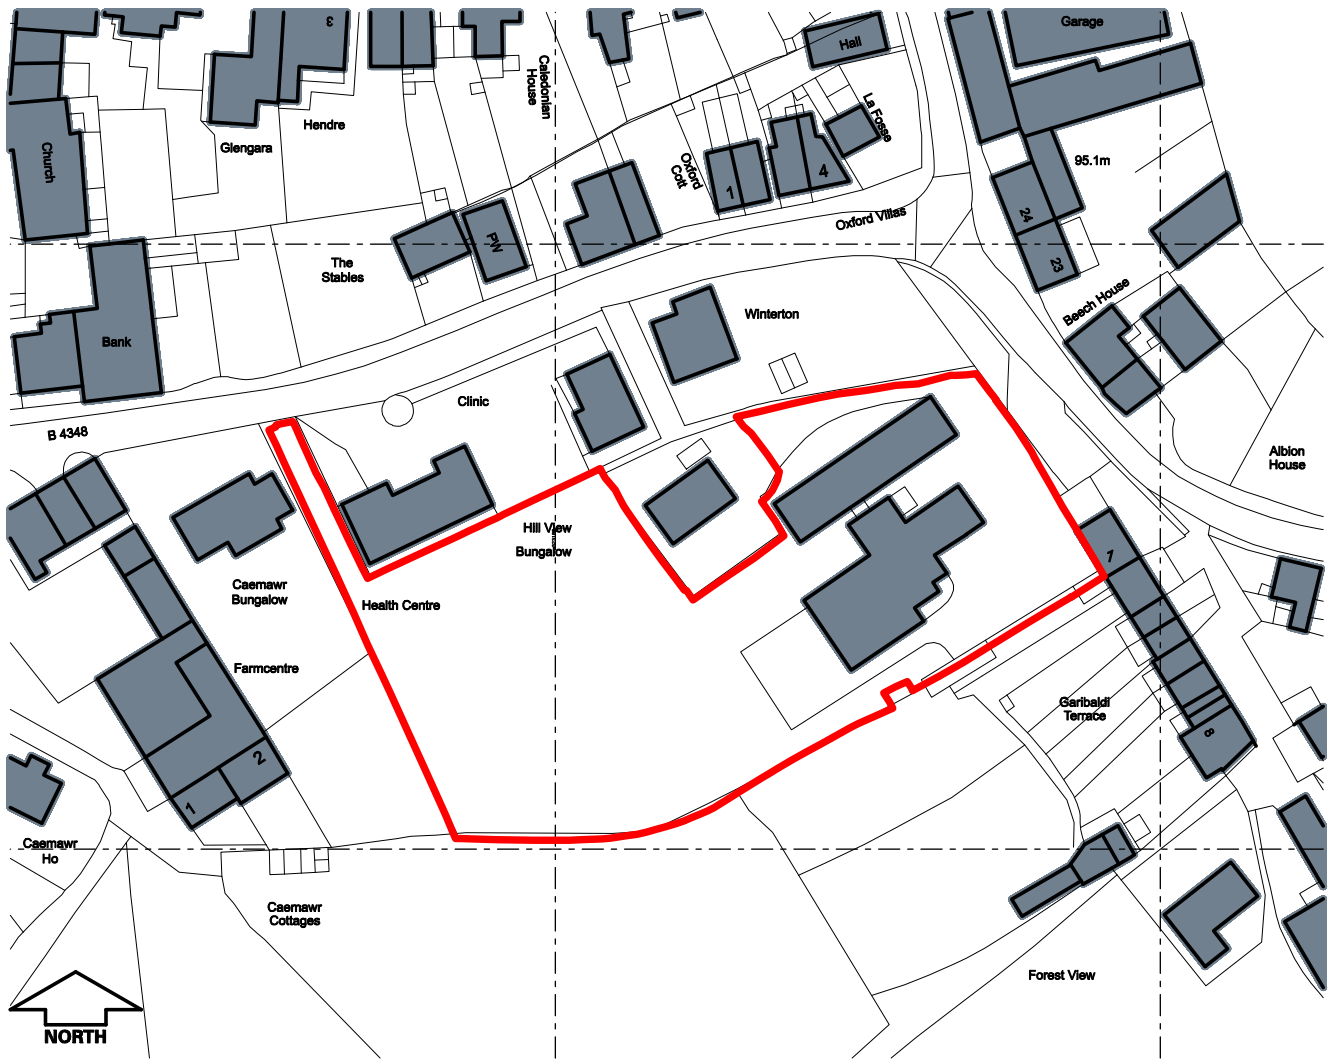 3
Garage
Hall
Caledonian
House
Hendre
Glengara
La Fosse
Church
95.1m
Oxford
Cott
1
4
24
Oxford Villas
PW
23
The
Stables
Beech House
Winterton
Bank
Clinic
B 4348
Albion
House
Hill View
Bungalow
7
Caemawr
Bungalow
Health Centre
Farmcentre
Garibaldi
Terrace
8
2
1
Caemawr
Ho
Caemawr
Cottages
Forest View
NORTH